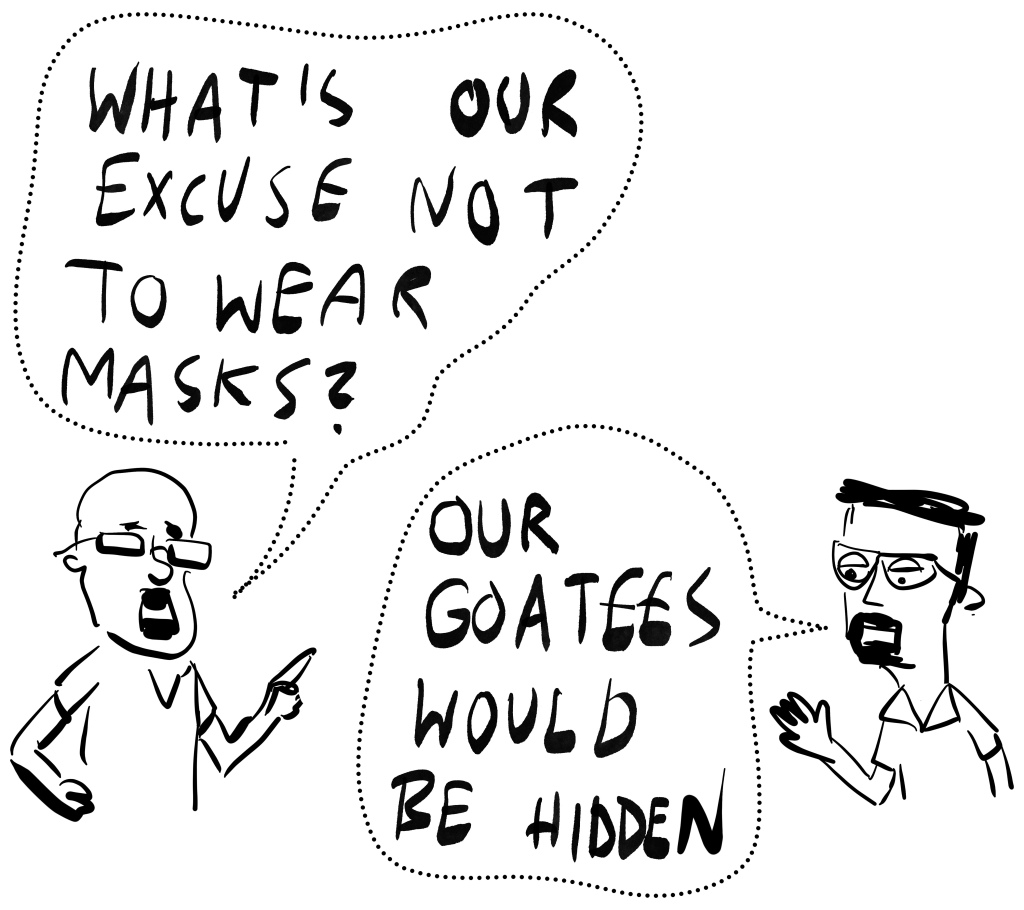 WHAT'S OUR
EXCUSE NOT
TO WEAR
MASKS?
OUR
GOATEES
WOULD
BE HIDDEN